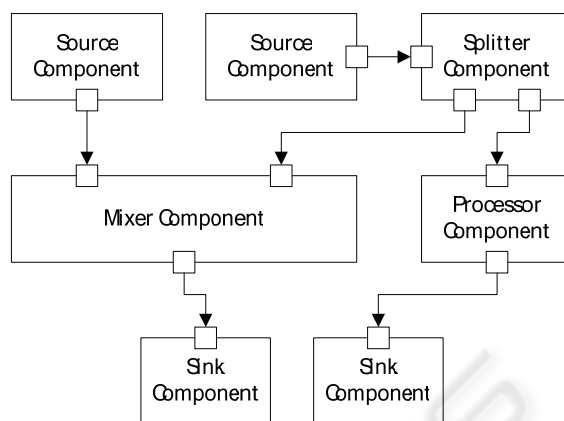 Source
Component
Source
Component
Splitter
Component
Mixer Component
Processor
Component
Sink
Component
Sink
Component